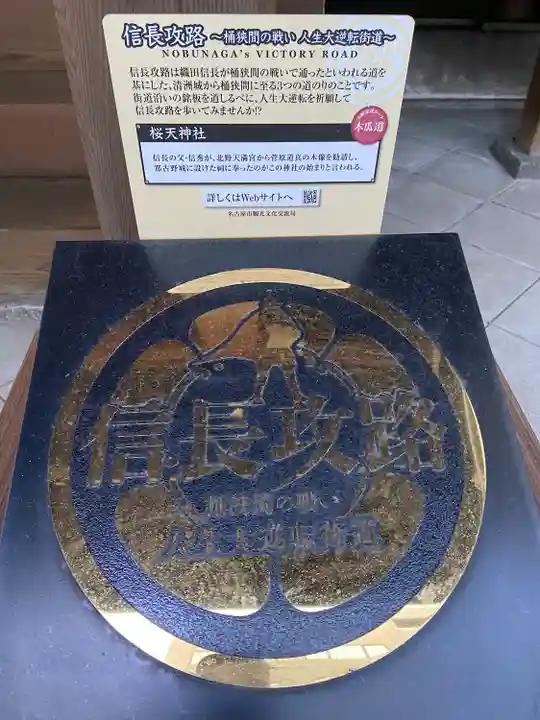 信長攻路 ～桶狭間の戦い 人生大逆転街道～
NOBUNAGA's VICTORY ROAD
信長攻路は織田信長が桶狭間の戦いで通ったといわれる道を
基にした、清洲城から桶狭間に至る3つの道のりのことです。
街道沿いの銘板を道しるべに、人生大逆転を祈願して
信長攻路を歩いてみませんか!?
木瓜道
桜天神社
信長の父・信秀が、北野天満宮から菅原道真の木像を勧請し、
那古野城に設けた祠に奉ったのがこの神社の始まりと言われる。
詳しくはWebサイトへ
名古屋市観光文化交流局
信長攻路
桶狭間の戦い
人生大逆転街道